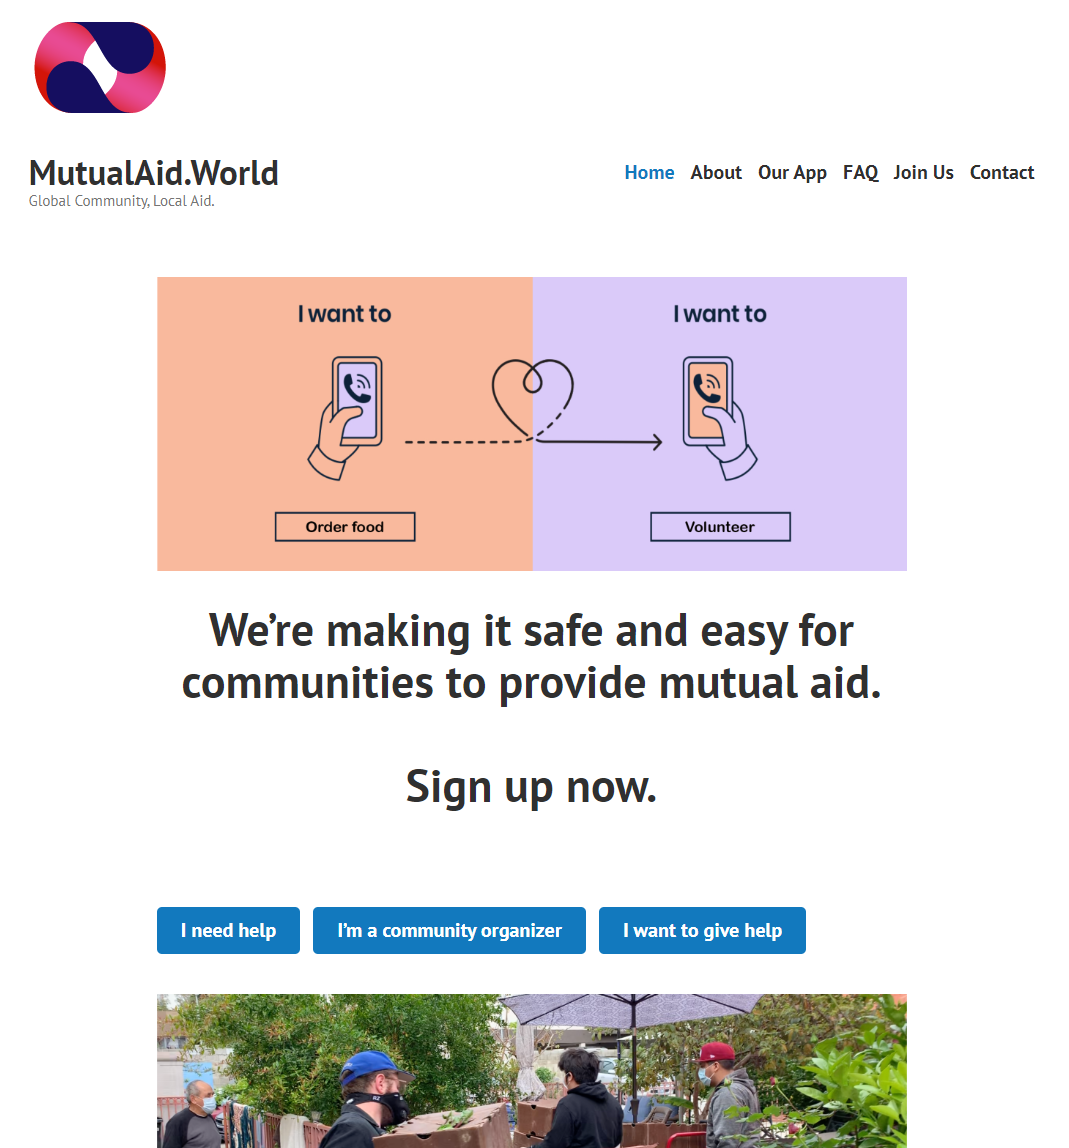 MutualAid.World
Global Community, Local Aid.
Home About Our App FAQ Join Us Contact
I want to
I want to
Order food
Volunteer
We’re making it safe and easy for
communities to provide mutual aid.
Sign up now.
I need help
I’m a community organizer
I want to give help